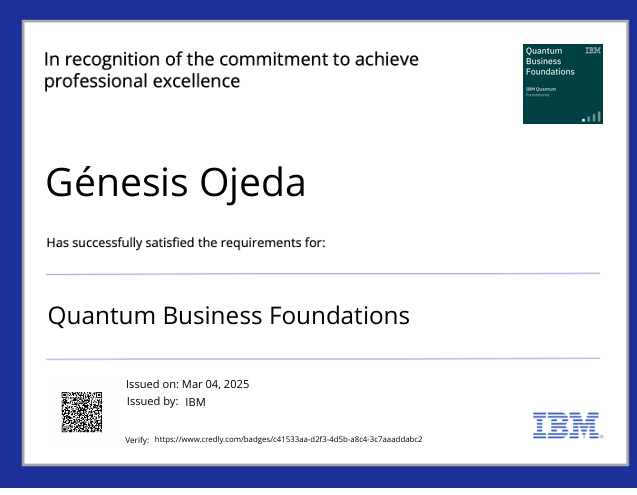 In recognition of the commitment to achieve
professional excellence
Quantum
Business
Foundations
IBM
IBM Quantum
Foundational
Génesis Ojeda
Has successfully satisfied the requirements for:
Quantum Business Foundations
Issued on: Mar 04, 2025
Issued by: IBM
Verify: https://www.credly.com/badges/c41533aa-d2f3-4d5b-a8c4-3c7aaaddabc2
IBM®